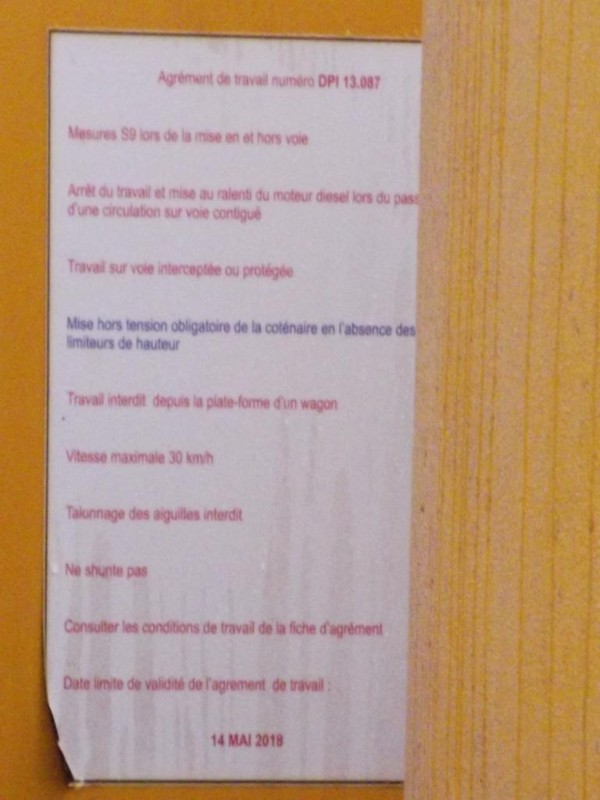 Agrément de travail numéro DPI 13.087
Mesures S9 lors de la mise en et hors voie
Arrêt du travail et mise au ralenti du moteur diesel lors du pass
d'une circulation sur voie contiguë
Travail sur voie interceptée ou protégée
Mise hors tension obligatoire de la coténaire en l'absence des
limiteurs de hauteur
Travail interdit depuis la plate-forme d'un wagon
Vitesse maximale 30 km/h
Talonnage des aiguilles interdit
Ne shunte pas
Consulter les conditions de travail de la fiche d'agrément
Date limite de validité de l'agrement de travail :
14 MAI 2018